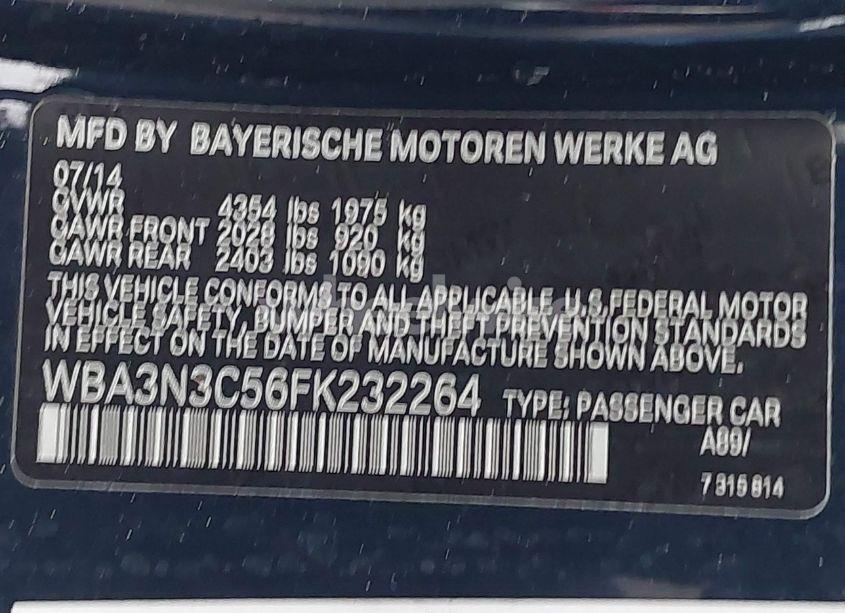 MFD BY BAYERISCHE MOTOREN WERKE AG
07/14
GVWR 4354 lbs 1975 kg
GAWR FRONT 2028 lbs 920 kg
GAWR REAR 2403 lbs 1090 kg
THIS VEHICLE CONFORMS TO ALL APPLICABLE U.S.FEDERAL MOTOR
VEHICLE SAFETY, BUMPER AND THEFT PREVENTION STANDARDS
IN EFFECT ON THE DATE OF MANUFACTURE SHOWN ABOVE.
WBA3N3C56FK232264 TYPE: PASSENGER CAR
A89/
7 315 814